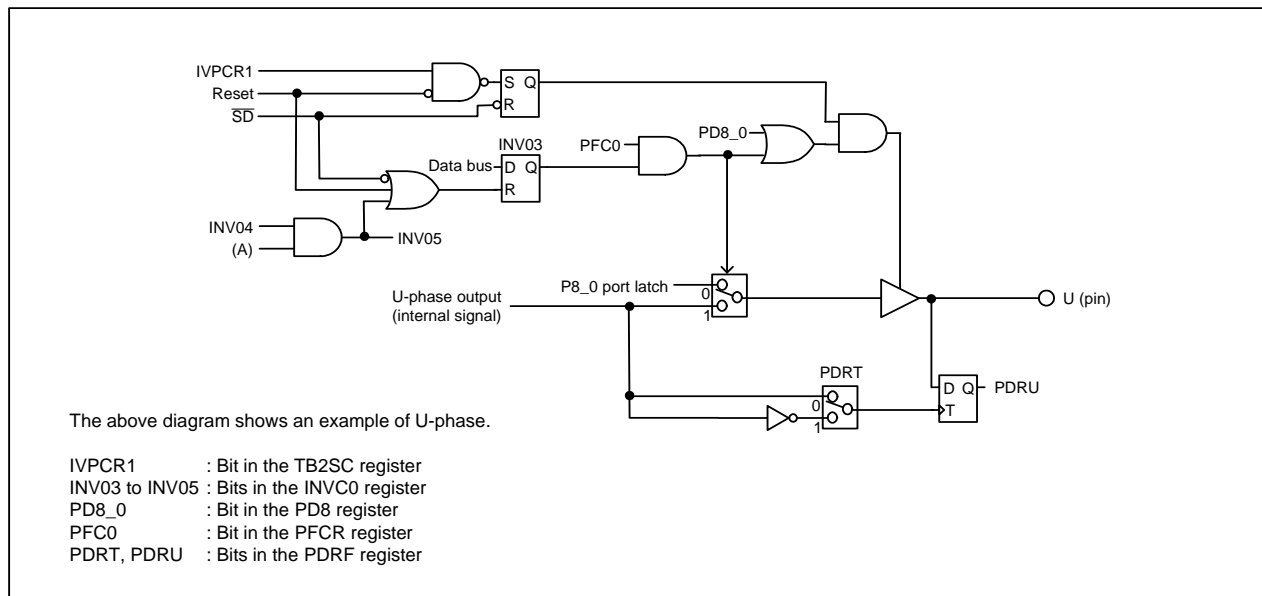 IVPCR1
Reset
S Q
R
SD
INV03
PFC0
PD8_0
Data bus
D Q
R
INV04
(A)
INV05
P8_0 port latch
0
1
U-phase output
(internal signal)
U (pin)
PDRT
0
1
D Q
T
PDRU
The above diagram shows an example of U-phase.
IVPCR1 : Bit in the TB2SC register
INV03 to INV05 : Bits in the INVC0 register
PD8_0 : Bit in the PD8 register
PFC0 : Bit in the PFCR register
PDRT, PDRU : Bits in the PDRF register